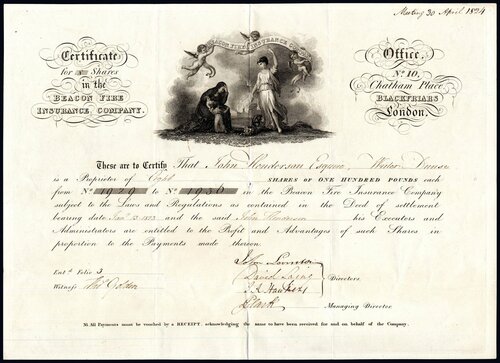 Meeting 30 April 1824
Certificate
for Shares
in the
BEACON FIRE
INSURANCE COMPANY.
BEACON FIRE INSURANCE COMPANY
Office,
No. 10,
Chatham Place,
BLACKFRIARS
London.
These are to Certify That John Henderson Esquire
is a Proprietor of Eight SHARES OF ONE HUNDRED POUNDS each
from No. 1929 to No. 1936 in the Beacon Fire Insurance Company
subject to the Laws and Regulations as contained in the Deed of settlement
bearing date and the said John Henderson his Executors and
Administrators are entitled to the Profit and Advantages of such Shares in
proportion to the Payments made thereon.
Entd. Folio 3
Witness
David
Directors
Managing Director
N.B. All Payments must be vouched by a RECEIPT, acknowledging the same to have been received for and on behalf of the Company.